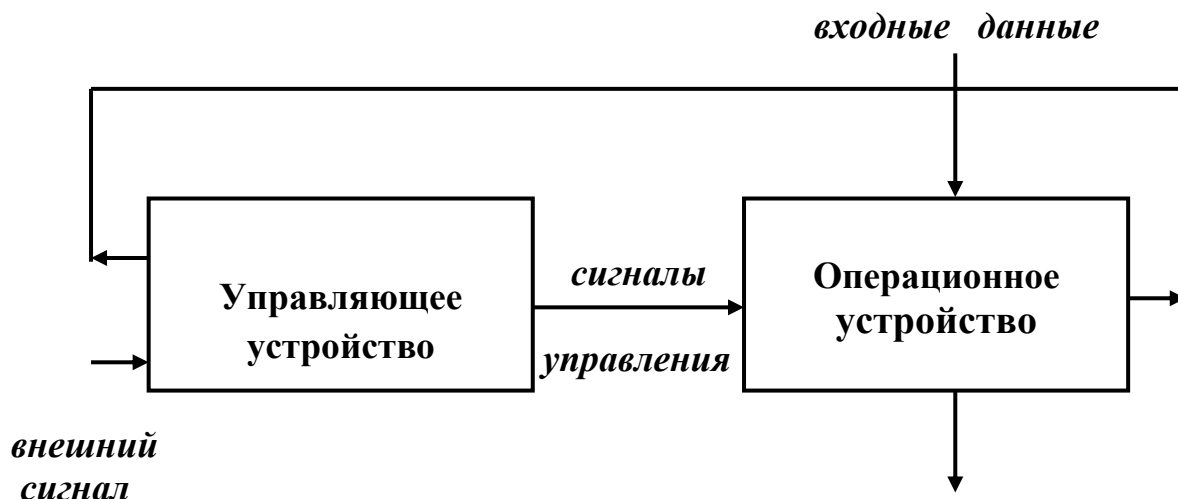 входные данные
Управляющее
устройство
сигналы
управления
Операционное
устройство
внешний
сигнал